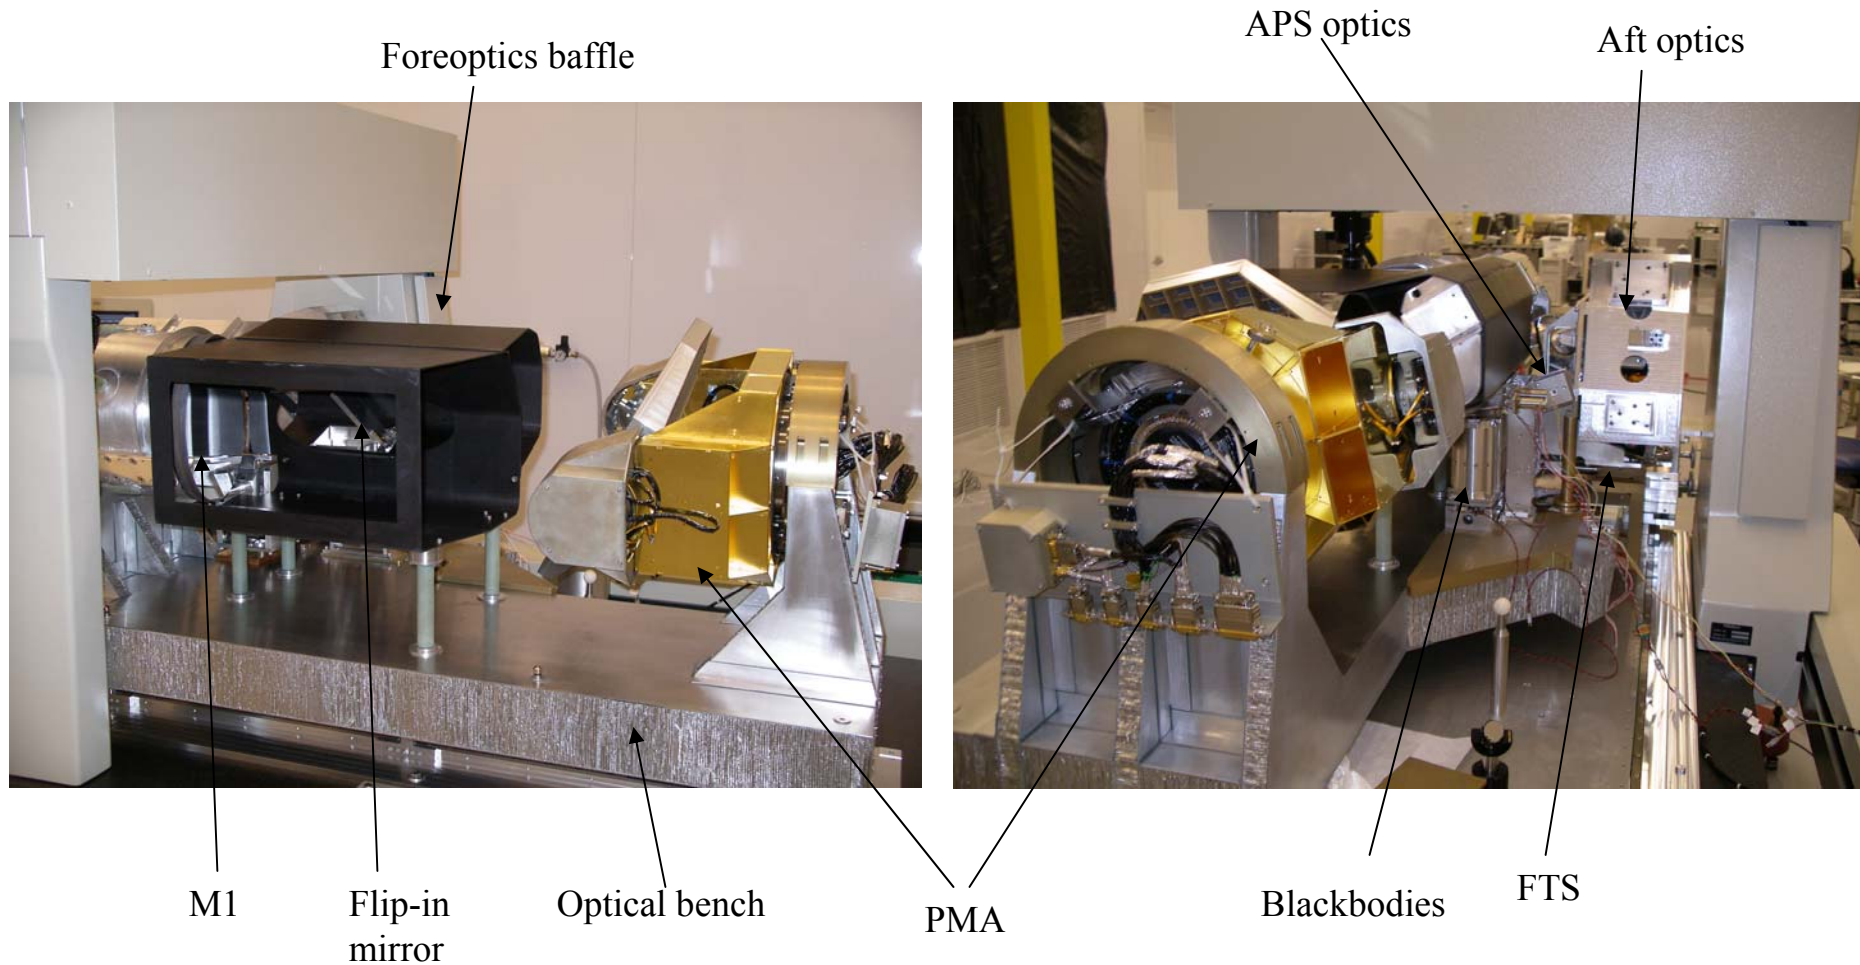 APS optics
Aft optics
Foreoptics baffle
M1
Flip-in
mirror
Optical bench
PMA
Blackbodies
FTS